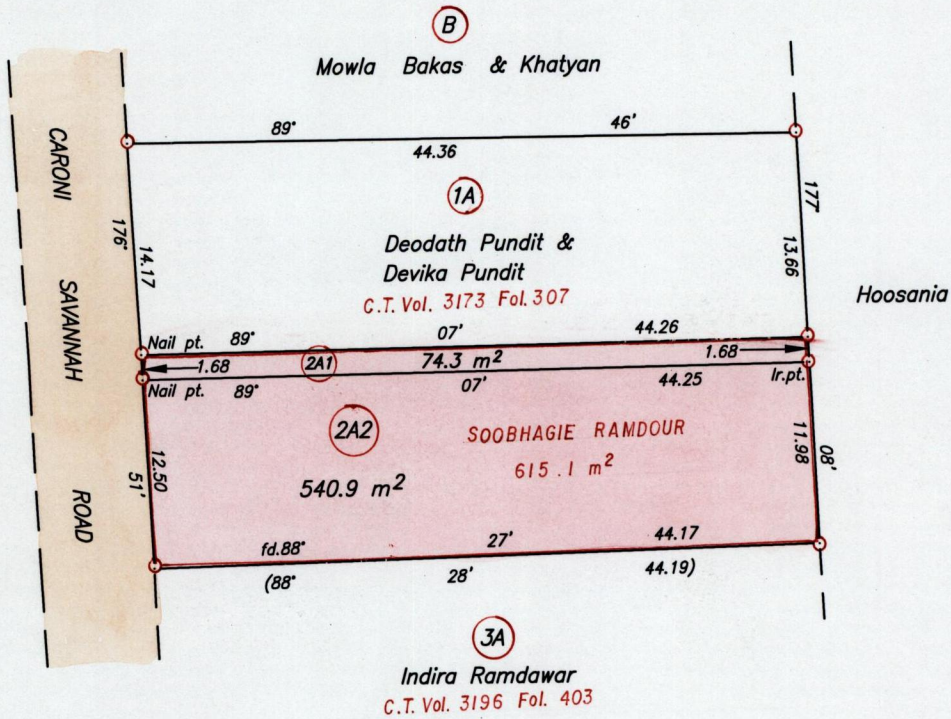 B
Mowla Bakas & Khatyan
89° 46'
44.36
CARONI SAVANNAH ROAD
176° 51'
14.17
1A
Deodath Pundit &
Devika Pundit
C.T. Vol. 3173 Fol. 307
177° 08'
13.66
Hoosania
Nail pt. 89° 07' 44.26
1.68 2A1 74.3 m² 1.68
Nail pt. 89° 07' 44.25 Ir.pt.
2A2
SOOBHAGIE RAMDOUR
615.1 m²
540.9 m²
12.50
11.98
fd.88° 27' 44.17
(88° 28' 44.19)
3A
Indira Ramdawar
C.T. Vol. 3196 Fol. 403